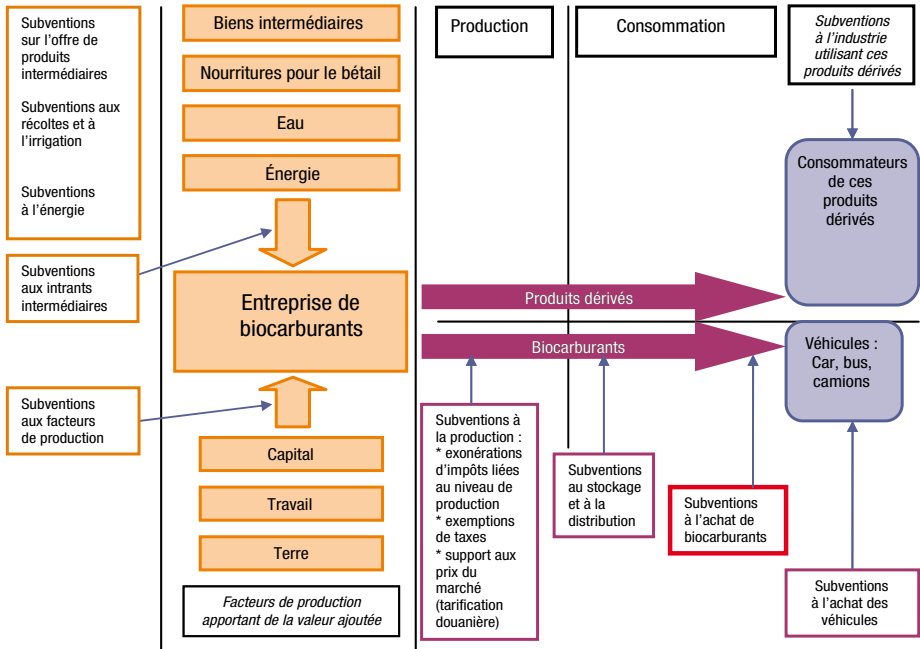 Subventions
sur l'offre de
produits
intermédiaires
Subventions aux
récoltes et à
l'irrigation
Subventions
à l'énergie
Subventions
aux intrants
intermédiaires
Subventions
aux facteurs
de production
Biens intermédiaires
Nourritures pour le bétail
Eau
Énergie
Entreprise de
biocarburants
Capital
Travail
Terre
Facteurs de production
apportant de la valeur ajoutée
Production
Consommation
Subventions
à l'industrie
utilisant ces
produits dérivés
Consommateurs
de ces
produits
dérivés
Produits dérivés
Biocarburants
Véhicules :
Car, bus,
camions
Subventions à
la production :
* exonérations
d'impôts liées
au niveau de
production
* exemptions
de taxes
* support aux
prix du
marché
(tarification
douanière)
Subventions
au stockage
et à la
distribution
Subventions
à l'achat de
biocarburants
Subventions
à l'achat des
véhicules